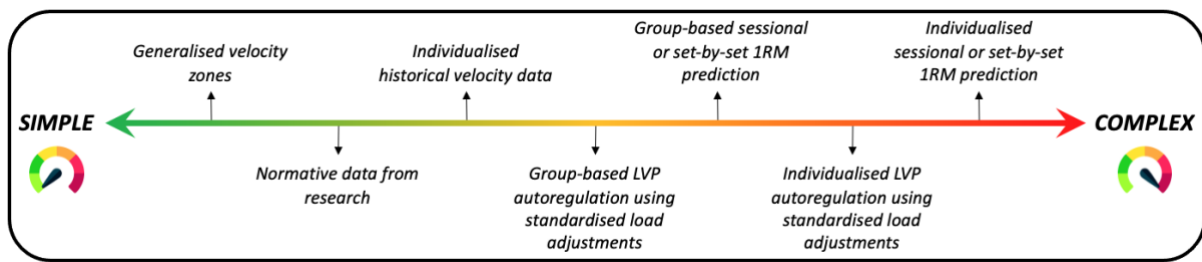 Generalised velocity
zones
Individualised
historical velocity data
Group-based sessional
or set-by-set 1RM
prediction
Individualised
sessional or set-by-set
1RM prediction
SIMPLE
COMPLEX
Normative data from
research
Group-based LVP
autoregulation using
standardised load
adjustments
Individualised LVP
autoregulation using
standardised load
adjustments